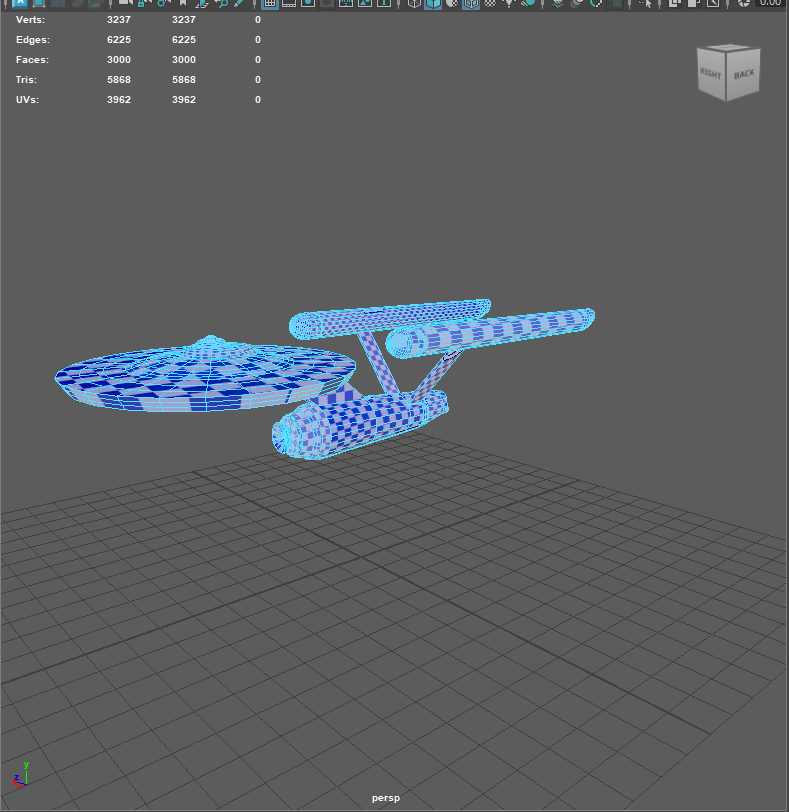 0.00
Verts: 3237 3237 0
Edges: 6225 6225 0
Faces: 3000 3000 0
Tris: 5868 5868 0
UVs: 3962 3962 0
RIGHT BACK
y
z
persp